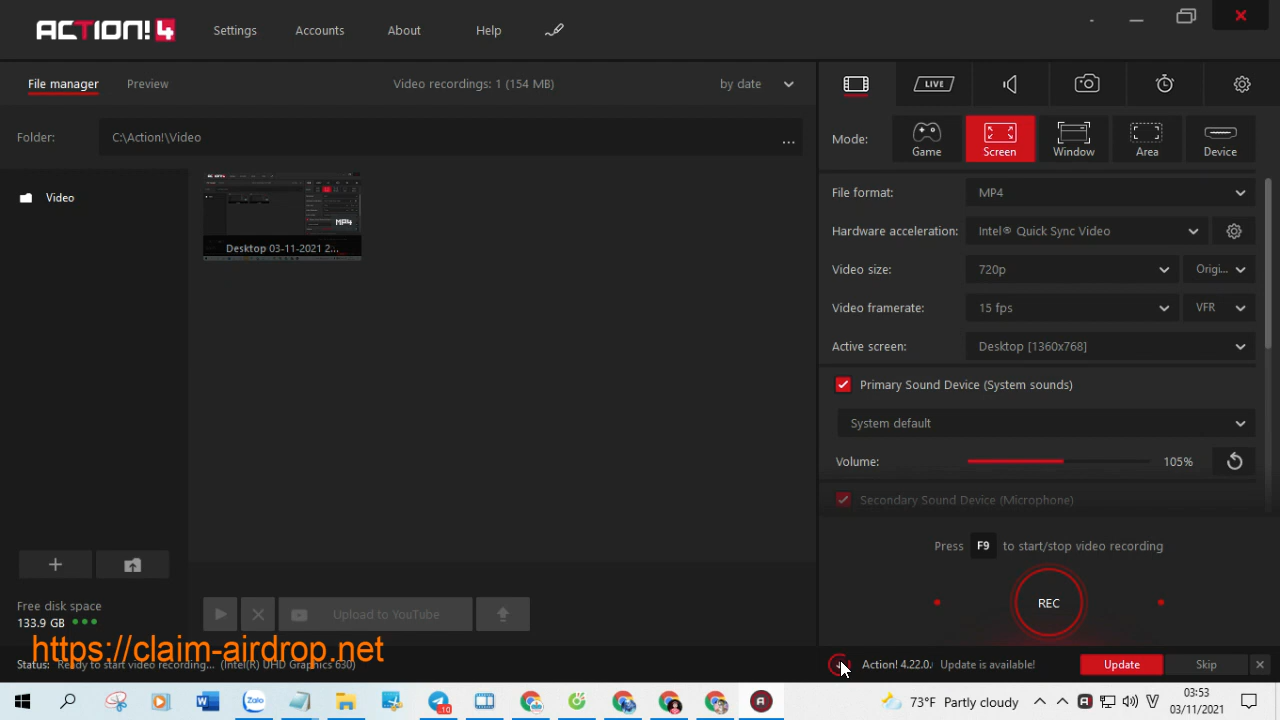 ACTION! 4
Settings
Accounts
About
Help
File manager
Preview
Video recordings: 1 (154 MB)
by date
LIVE
Folder:
C:\Action!\Video
...
Mode:
Game
Screen
Window
Area
Device
Video
MP4
Desktop 03-11-2021 2...
File format:
MP4
Hardware acceleration:
Intel® Quick Sync Video
Video size:
720p
Origi...
Video framerate:
15 fps
VFR
Active screen:
Desktop [1360x768]
Primary Sound Device (System sounds)
System default
Volume:
105%
Secondary Sound Device (Microphone)
Press F9 to start/stop video recording
REC
Free disk space
133.9 GB
Upload to YouTube
https://claim-airdrop.net
Status:
Ready to start video recording... (Intel(R) UHD Graphics 630)
Action! 4.22.0.
Update is available!
Update
Skip
Zalo
10
73°F Partly cloudy
03:53
03/11/2021